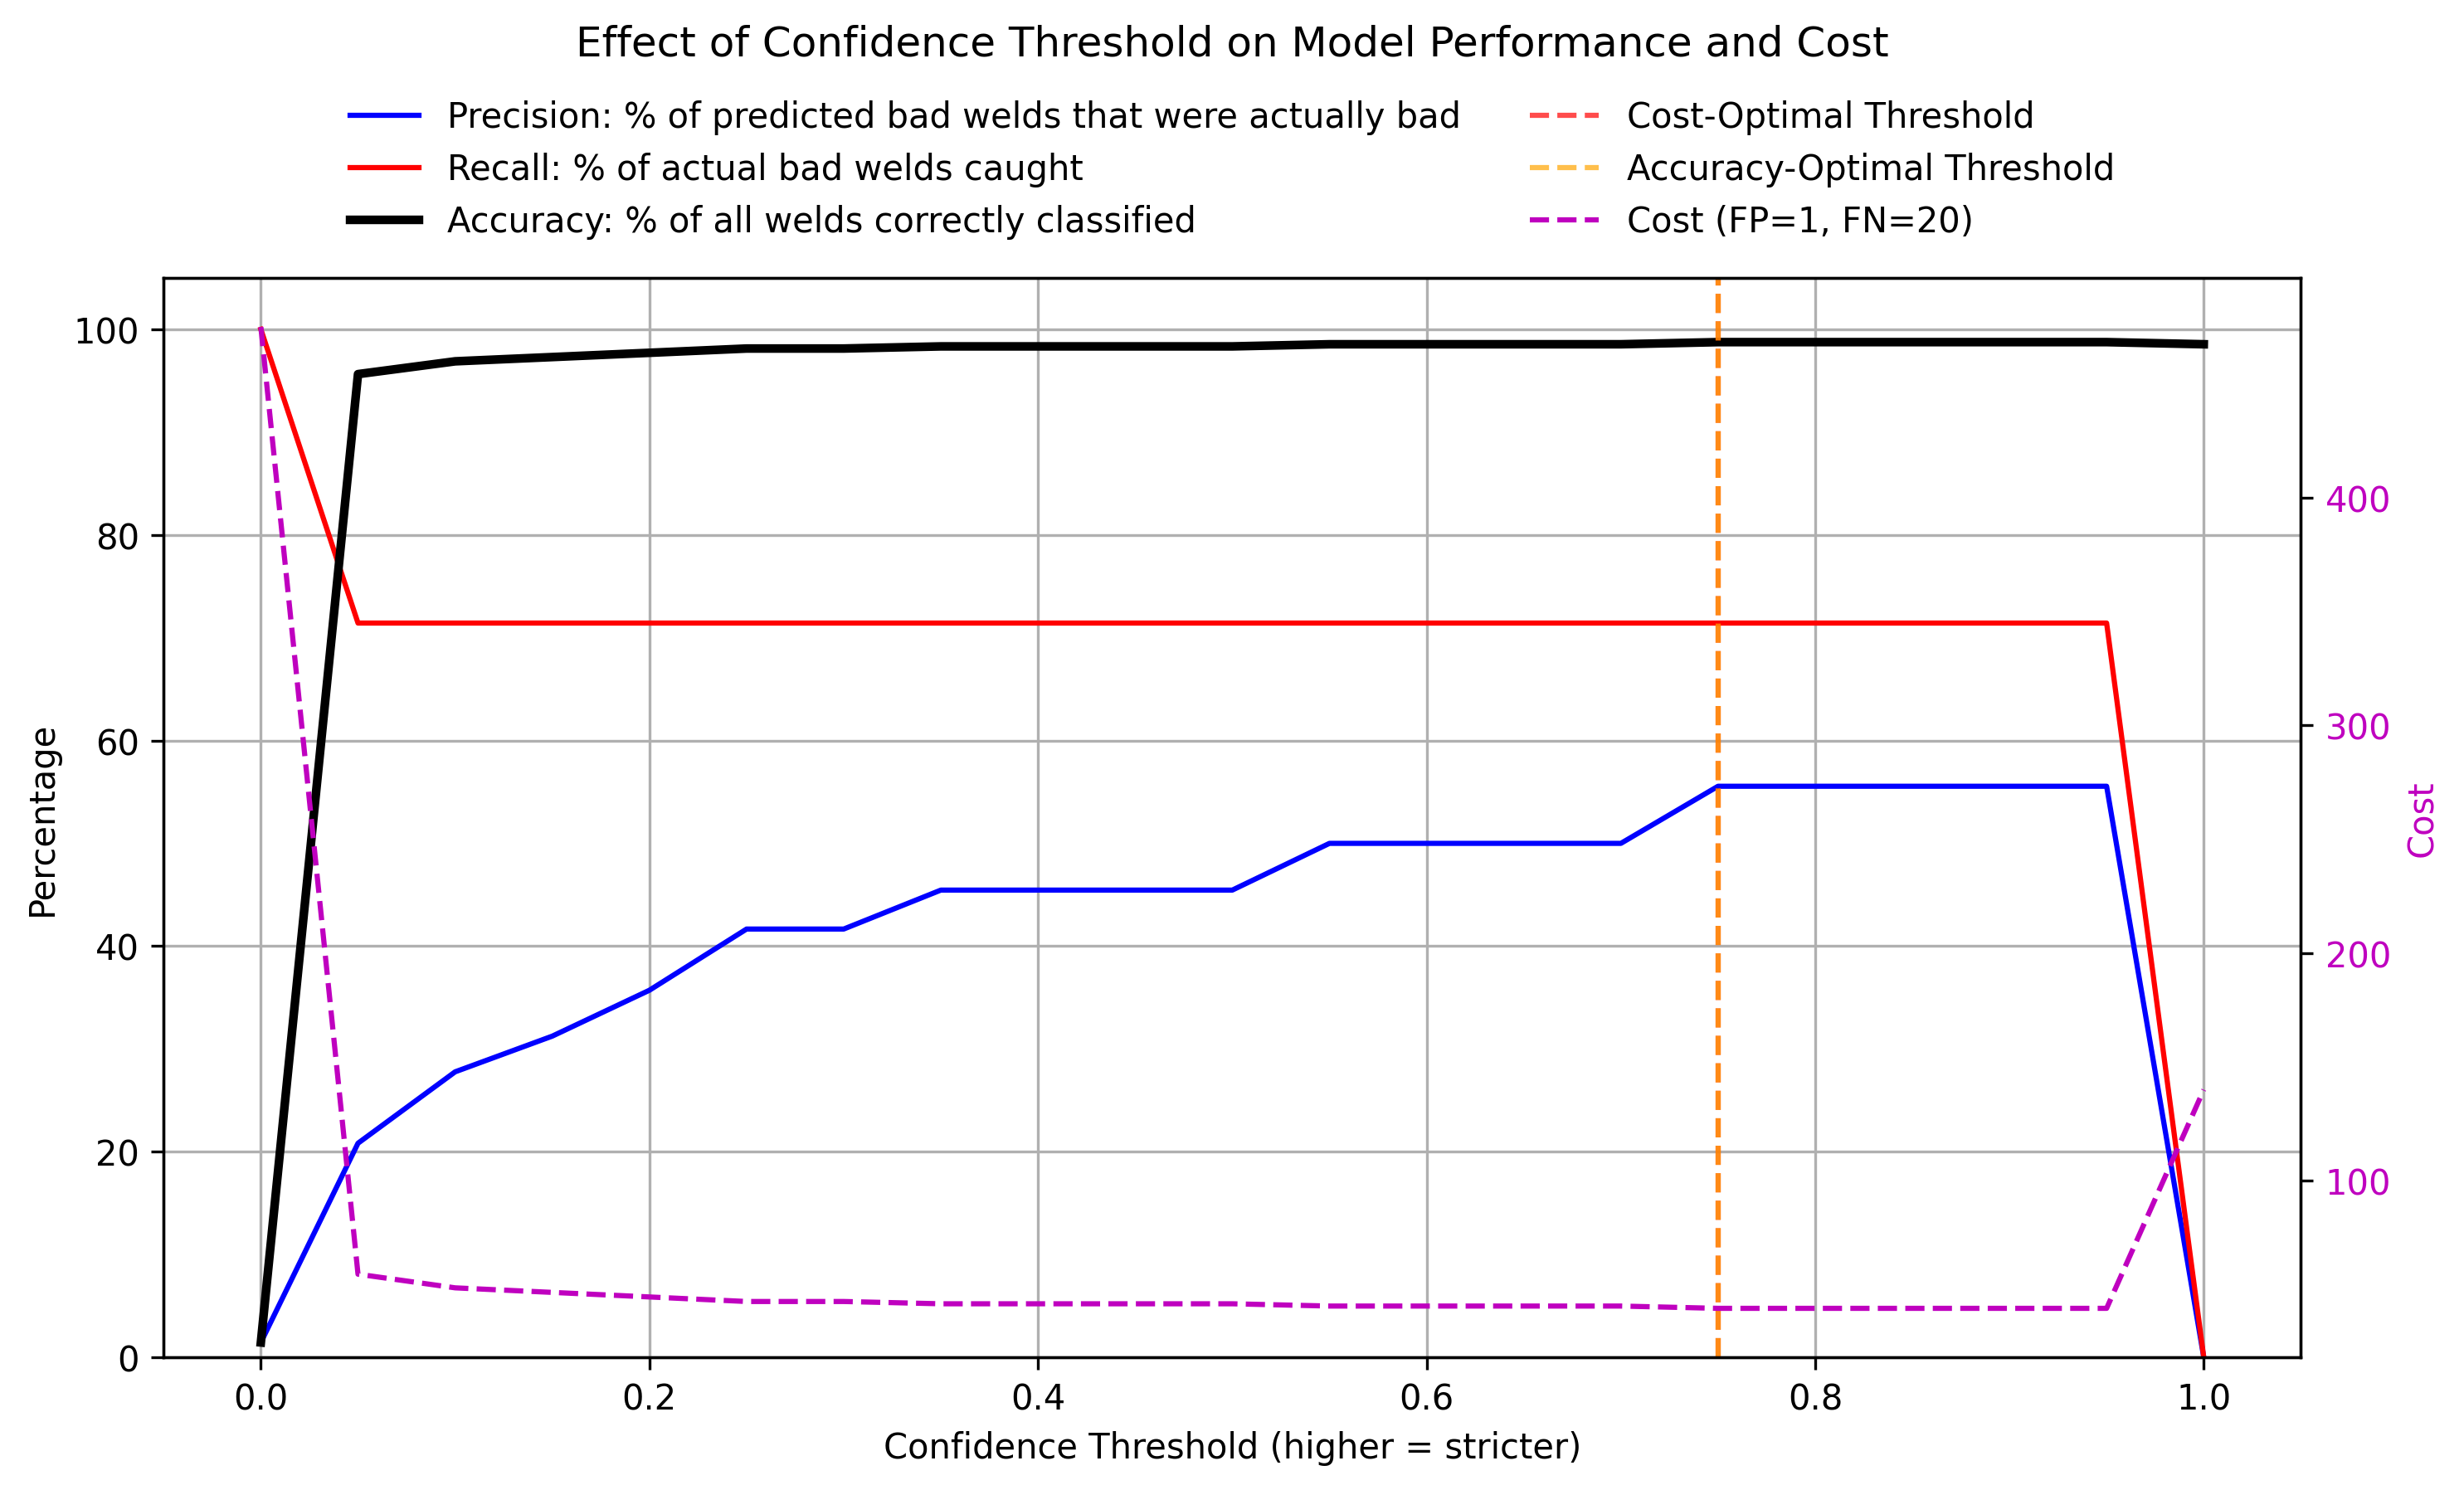 Effect of Confidence Threshold on Model Performance and Cost
Precision: % of predicted bad welds that were actually bad
Recall: % of actual bad welds caught
Accuracy: % of all welds correctly classified
Cost-Optimal Threshold
Accuracy-Optimal Threshold
Cost (FP=1, FN=20)
Percentage
100
80
60
40
20
0
400
300
200
100
Cost
0.0
0.2
0.4
0.6
0.8
1.0
Confidence Threshold (higher = stricter)